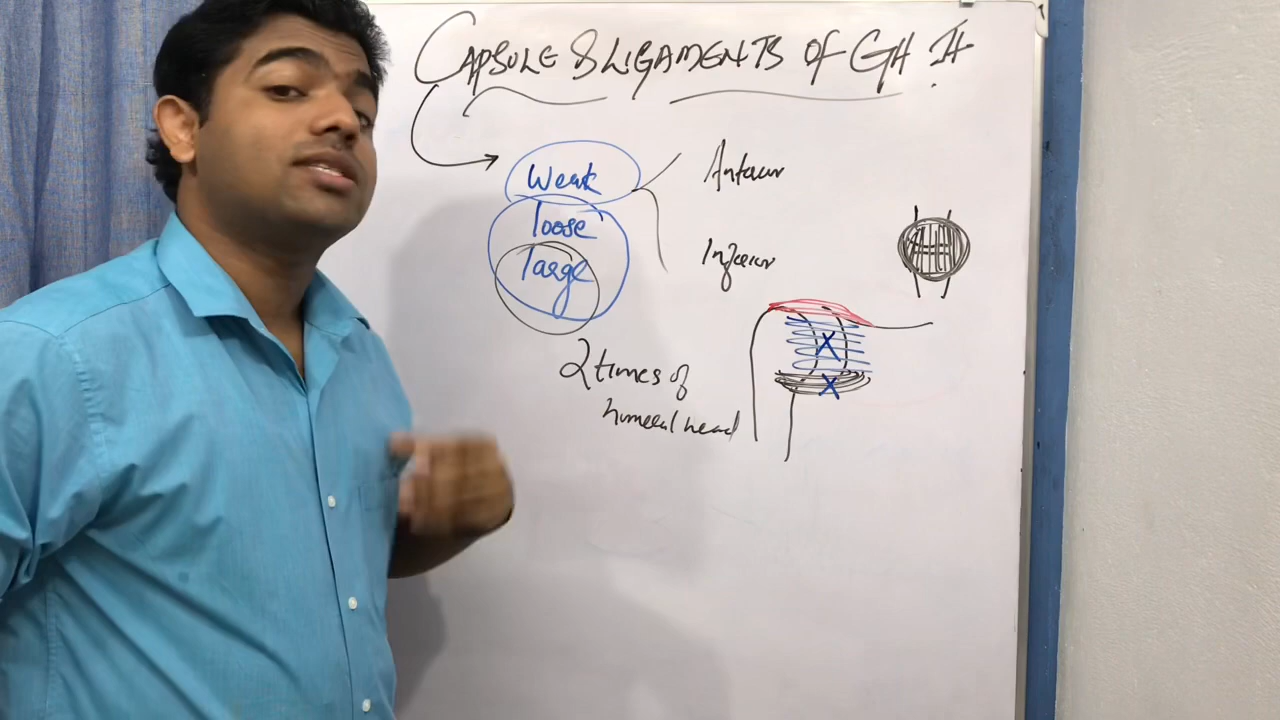 CAPSULE & LIGAMENTS OF GH Jt
Weak
loose
large
Anterior
Inferior
2 times of
humeral head
X
X